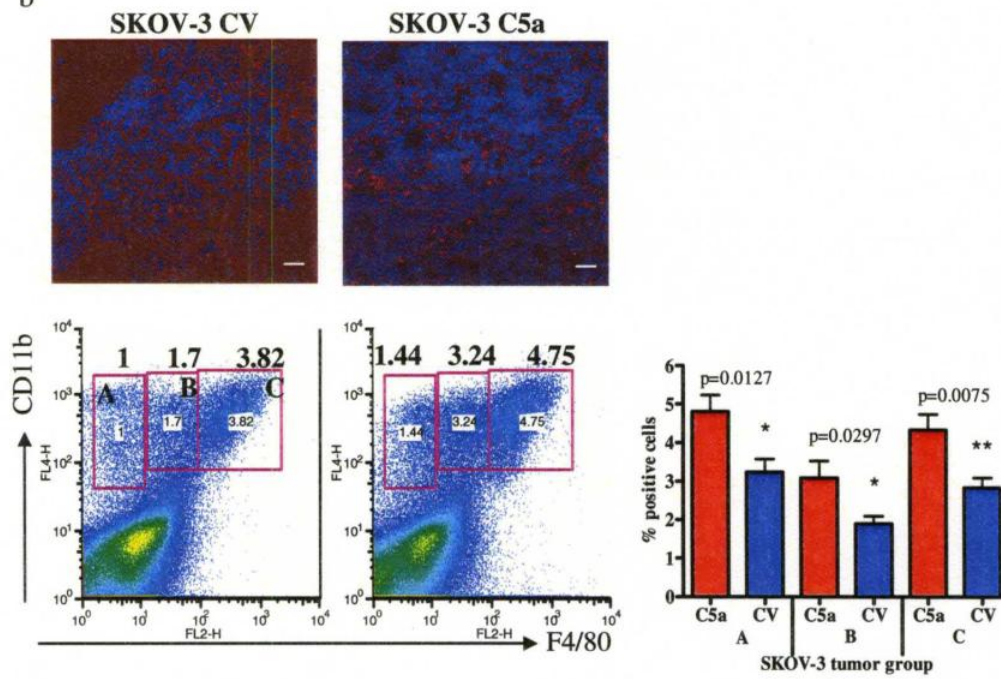 SKOV-3 CV
SKOV-3 C5a
CD11b
10⁴
10³
10²
10¹
10⁰
FL4-H
1 1.7 3.82
A B C
1 1.7 3.82
10⁰ 10¹ 10² 10³ 10⁴
FL2-H
10⁴
10³
10²
10¹
10⁰
FL4-H
1.44 3.24 4.75
1.44 3.24 4.75
10⁰ 10¹ 10² 10³ 10⁴
FL2-H
F4/80
% positive cells
6
5
4
3
2
1
0
p=0.0127
*
p=0.0297
*
p=0.0075
**
C5a CV C5a CV C5a CV
A B C
SKOV-3 tumor group